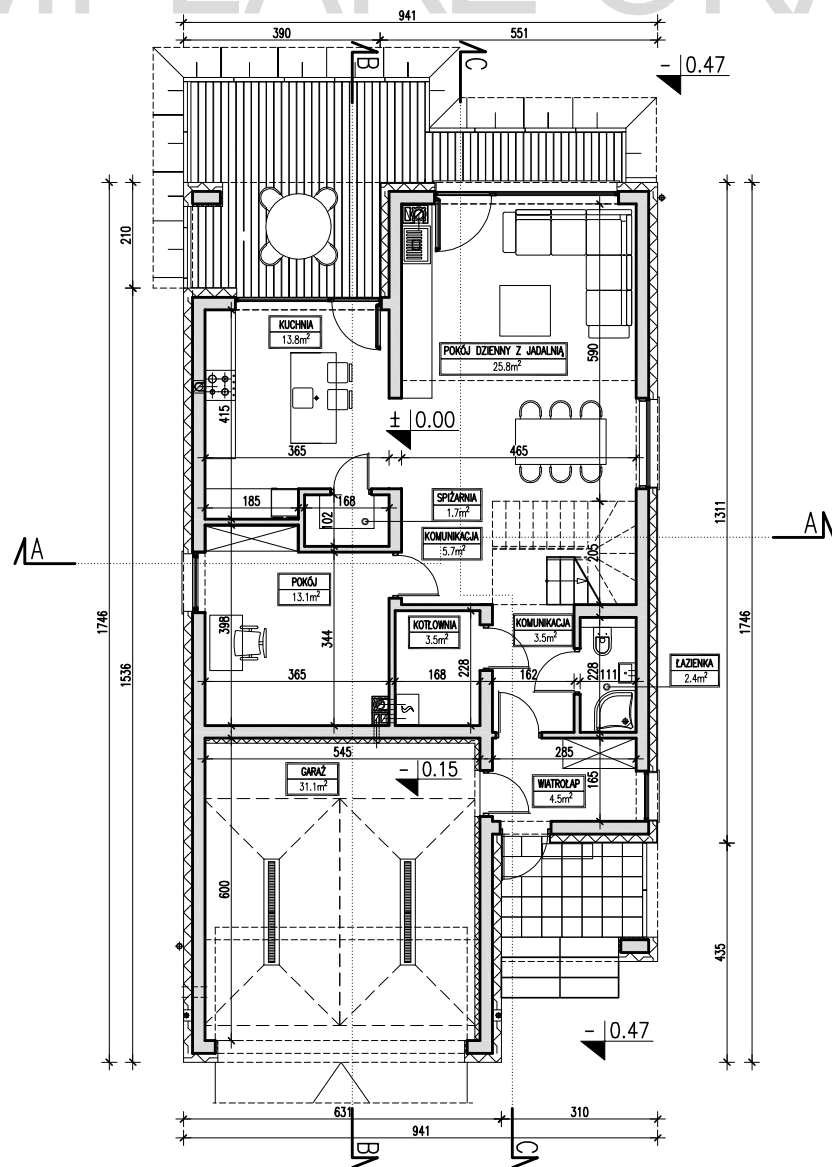 941
390
551
B
C
- 0.47
210
KUCHNIA
13.8m²
POKÓJ DZIENNY Z JADALNIĄ
25.8m²
590
415
± 0.00
365
465
185
168
102
SPIŻARNIA
1.7m²
KOMUNIKACJA
5.7m²
1311
A
A
205
POKÓJ
13.1m²
398
344
KOTŁOWNIA
3.5m²
KOMUNIKACJA
3.5m²
1746
1536
1746
228
228
ŁAZIENKA
2.4m²
365
168
162
111
545
285
GARAŻ
31.1m²
- 0.15
WIATROŁAP
4.5m²
165
600
435
- 0.47
631
310
941
B
C